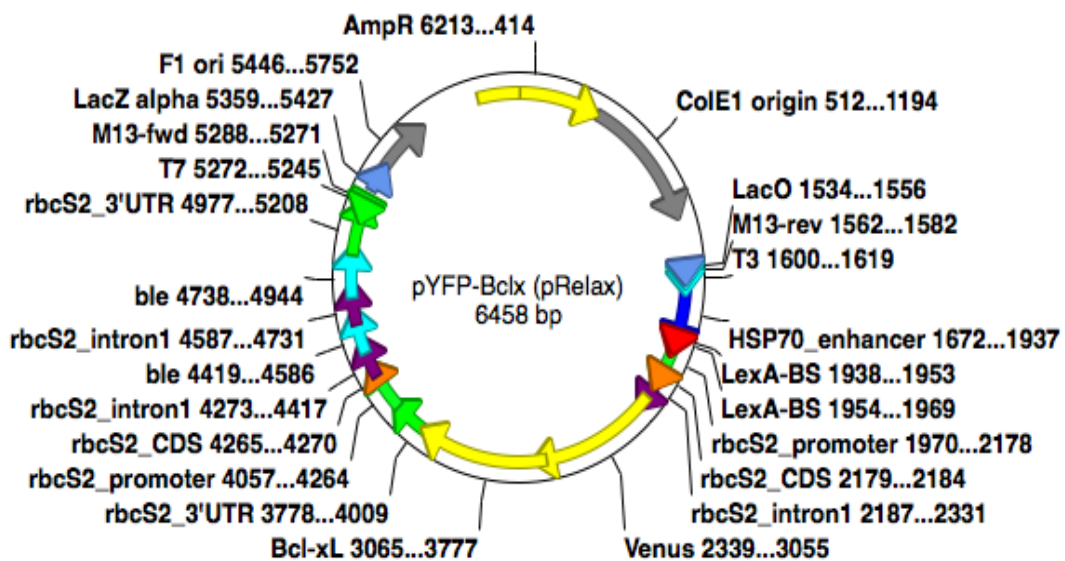 AmpR 6213...414
F1 ori 5446...5752
LacZ alpha 5359...5427
M13-fwd 5288...5271
T7 5272...5245
rbcS2_3'UTR 4977...5208
ble 4738...4944
rbcS2_intron1 4587...4731
ble 4419...4586
rbcS2_intron1 4273...4417
rbcS2_CDS 4265...4270
rbcS2_promoter 4057...4264
rbcS2_3'UTR 3778...4009
Bcl-xL 3065...3777
pYFP-Bclx (pRelax)
6458 bp
ColE1 origin 512...1194
LacO 1534...1556
M13-rev 1562...1582
T3 1600...1619
HSP70_enhancer 1672...1937
LexA-BS 1938...1953
LexA-BS 1954...1969
rbcS2_promoter 1970...2178
rbcS2_CDS 2179...2184
rbcS2_intron1 2187...2331
Venus 2339...3055